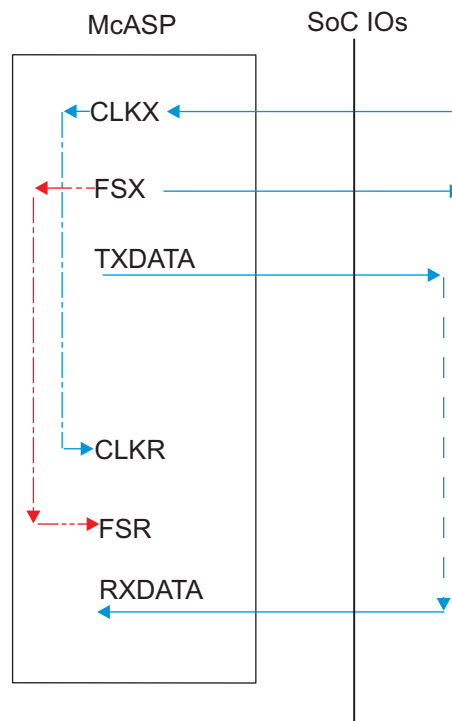 McASP
SoC IOs
CLKX
FSX
TXDATA
CLKR
FSR
RXDATA